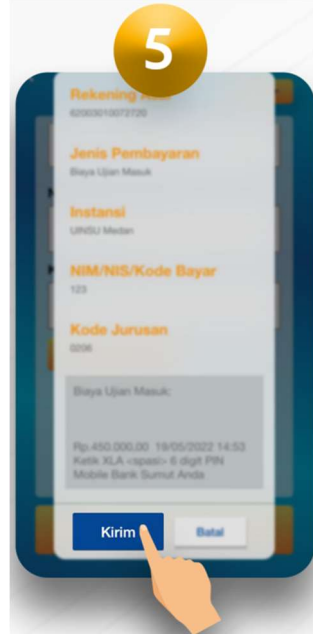 5
Rekening Asal
62003010072720
Jenis Pembayaran
Biaya Ujian Masuk
Instansi
UINSU Medan
NIM/NIS/Kode Bayar
123
Kode Jurusan
0206
Biaya Ujian Masuk:
Rp.450.000,00 19/05/2022 14:53
Ketik XLA <spasi> 6 digit PIN
Mobile Bank Sumut Anda
Kirim
Batal